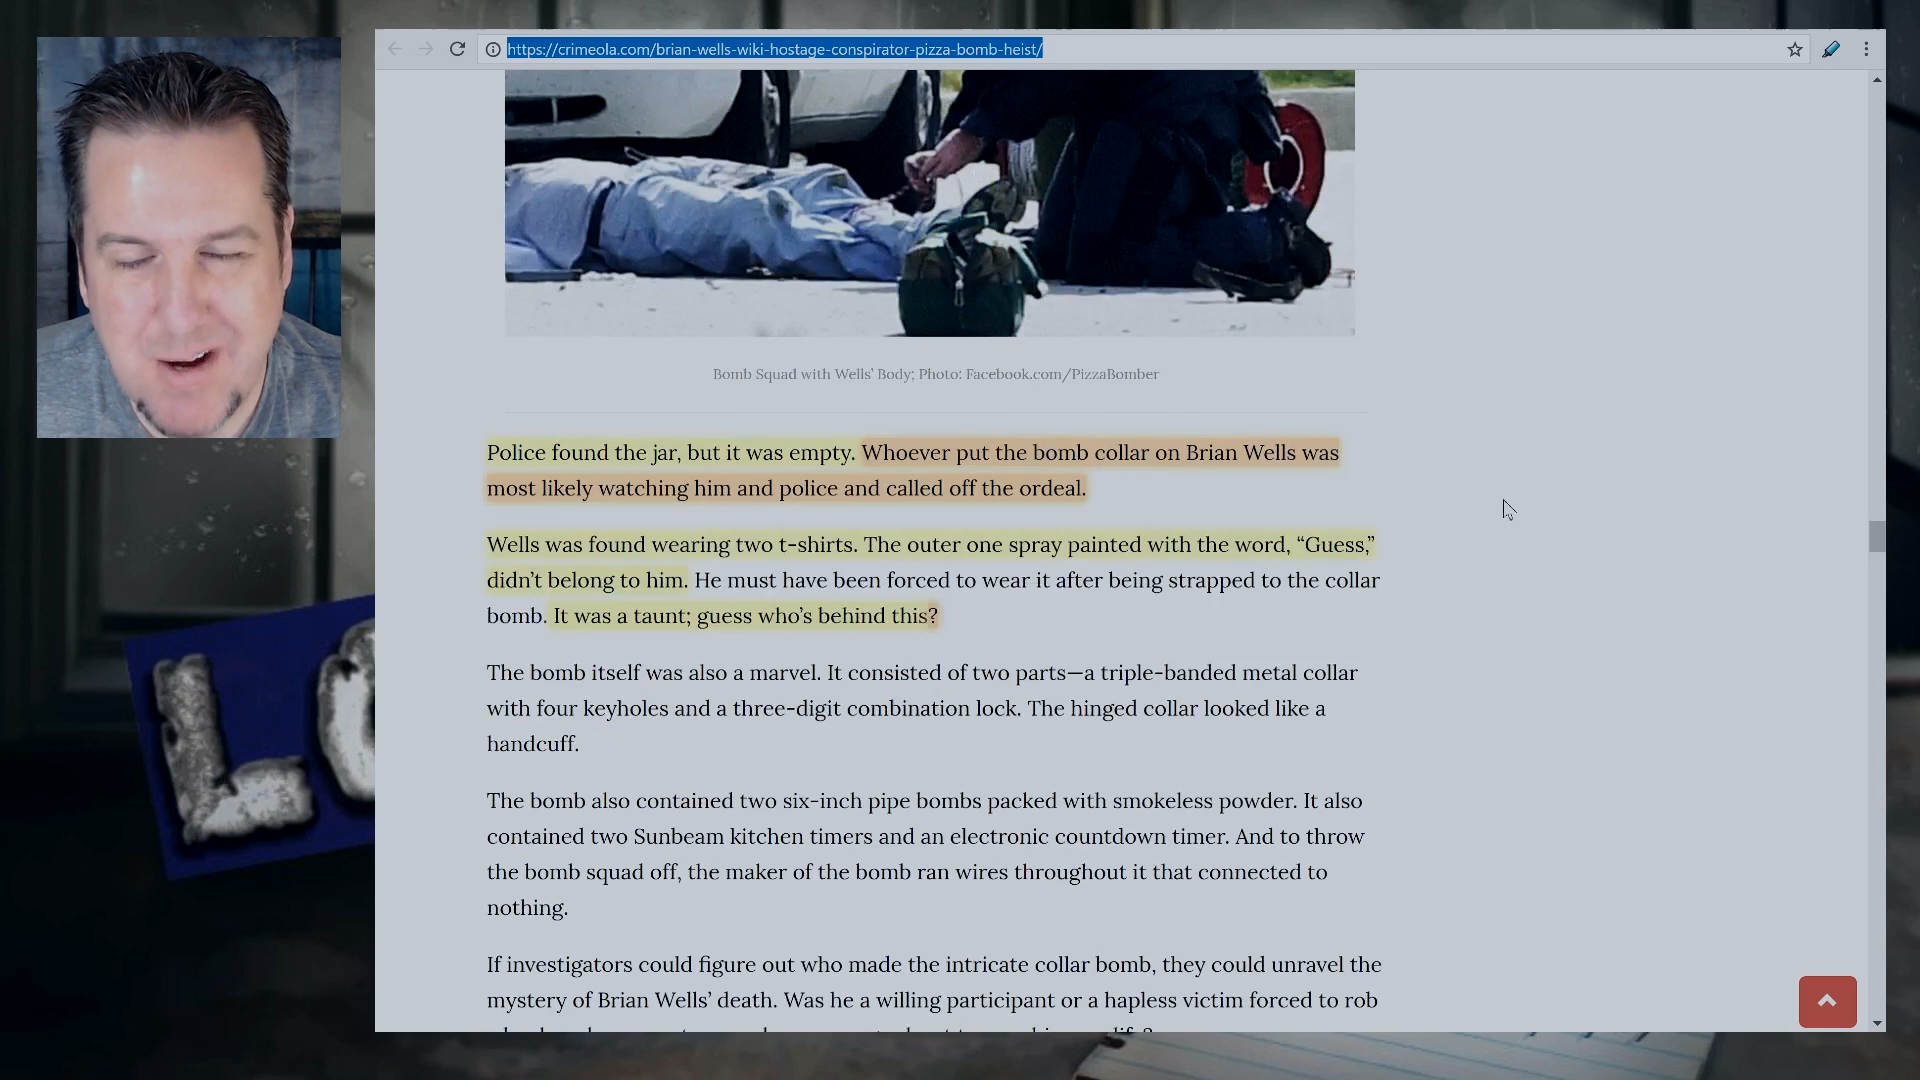 https://crimeola.com/brian-wells-wiki-hostage-conspirator-pizza-bomb-heist/
Bomb Squad with Wells’ Body; Photo: Facebook.com/PizzaBomber
Police found the jar, but it was empty. Whoever put the bomb collar on Brian Wells was
most likely watching him and police and called off the ordeal.
Wells was found wearing two t-shirts. The outer one spray painted with the word, “Guess,”
didn’t belong to him. He must have been forced to wear it after being strapped to the collar
bomb. It was a taunt; guess who’s behind this?
The bomb itself was also a marvel. It consisted of two parts—a triple-banded metal collar
with four keyholes and a three-digit combination lock. The hinged collar looked like a
handcuff.
The bomb also contained two six-inch pipe bombs packed with smokeless powder. It also
contained two Sunbeam kitchen timers and an electronic countdown timer. And to throw
the bomb squad off, the maker of the bomb ran wires throughout it that connected to
nothing.
If investigators could figure out who made the intricate collar bomb, they could unravel the
mystery of Brian Wells’ death. Was he a willing participant or a hapless victim forced to rob